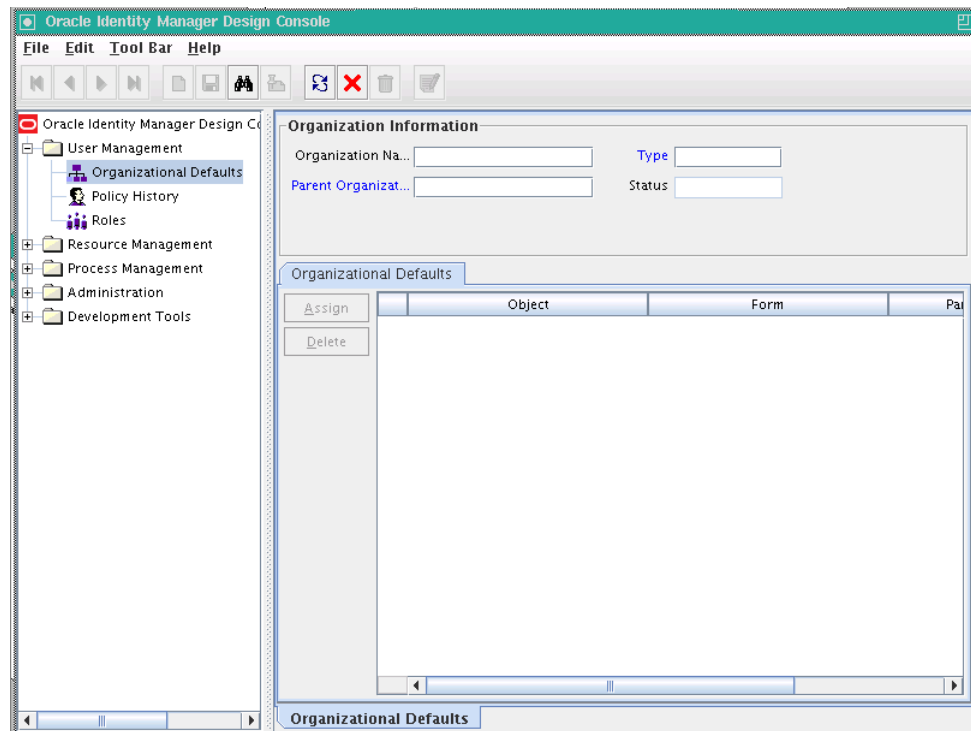 Oracle Identity Manager Design Console
File Edit Tool Bar Help
Oracle Identity Manager Design Co
User Management
Organizational Defaults
Policy History
Roles
Resource Management
Process Management
Administration
Development Tools
Organization Information
Organization Na... Type
Parent Organizat... Status
Organizational Defaults
Assign
Delete
Object Form Par
Organizational Defaults